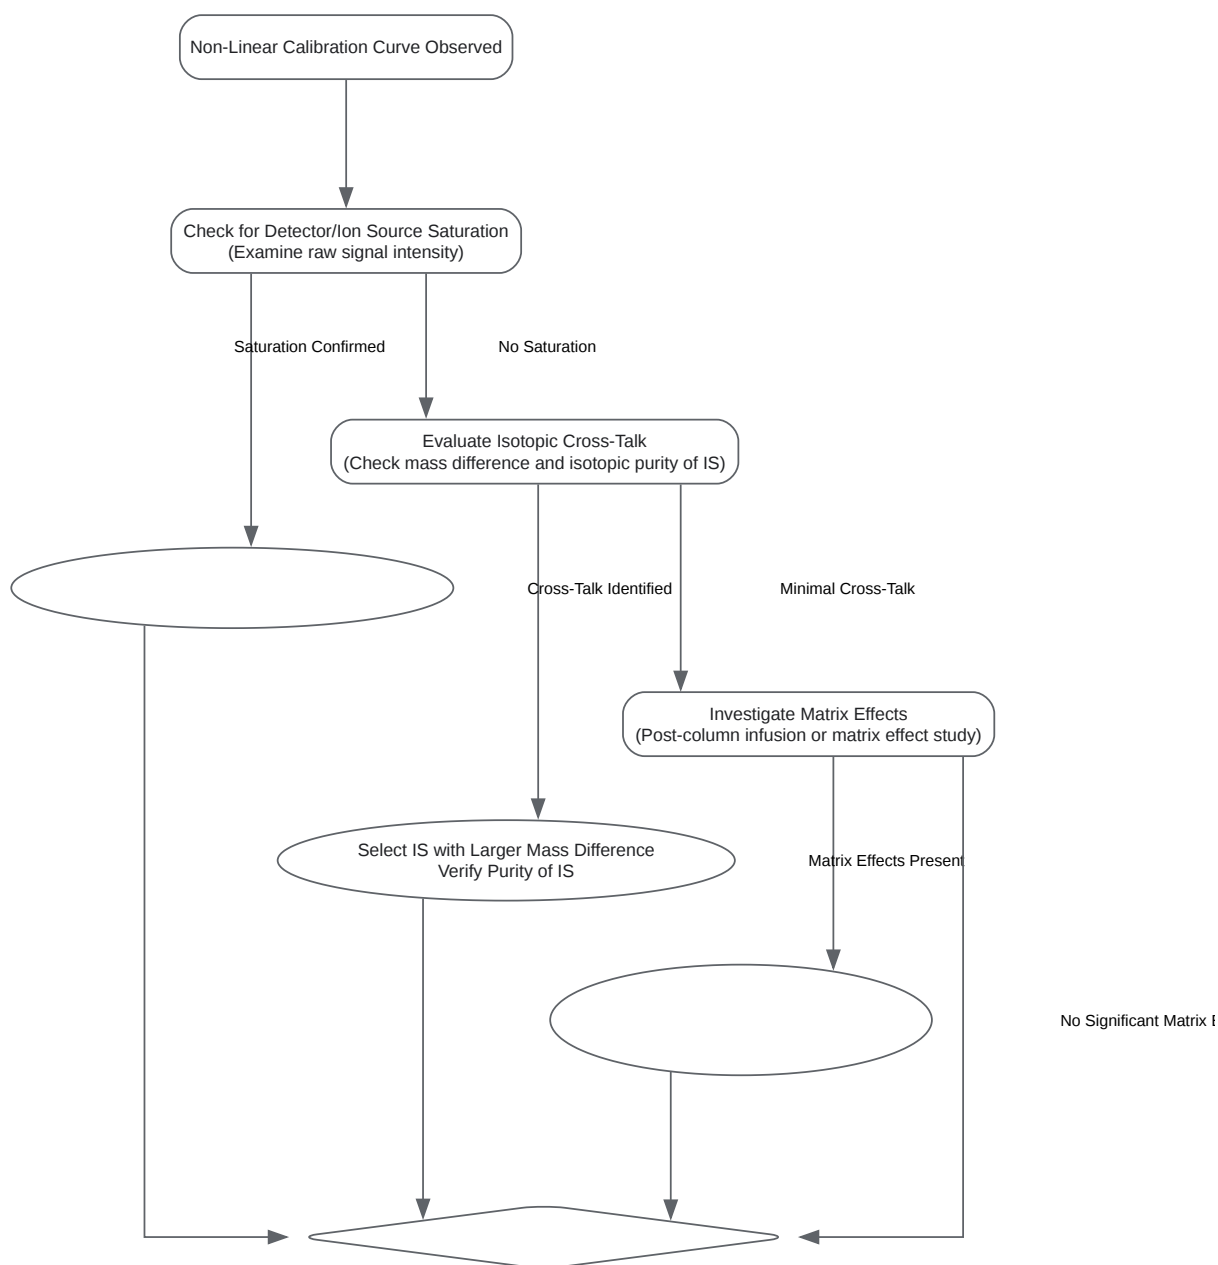 Non-Linear Calibration Curve Observed
Check for Detector/Ion Source Saturation
(Examine raw signal intensity)
Saturation Confirmed
No Saturation
Evaluate Isotopic Cross-Talk
(Check mass difference and isotopic purity of IS)
Cross-Talk Identified
Minimal Cross-Talk
Investigate Matrix Effects
(Post-column infusion or matrix effect study)
Select IS with Larger Mass Difference
Verify Purity of IS
Matrix Effects Present
No Significant Matrix